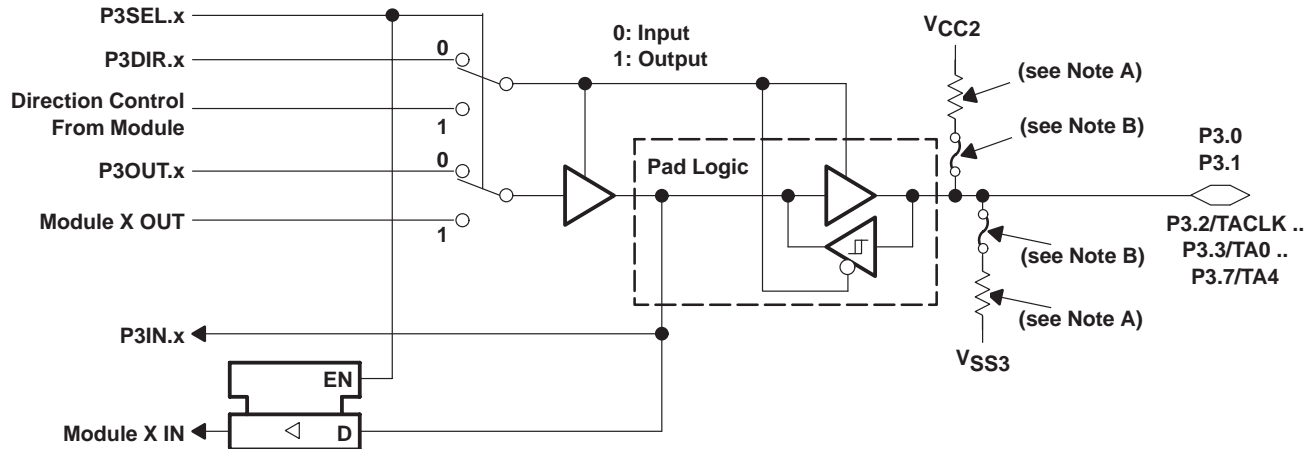 P3SEL.x
P3DIR.x
Direction Control
From Module
P3OUT.x
Module X OUT
P3IN.x
Module X IN
0
1
0
1
0: Input
1: Output
Pad Logic
EN
D
VCC2
(see Note A)
(see Note B)
P3.0
P3.1
P3.2/TACLK ..
P3.3/TA0 ..
P3.7/TA4
(see Note B)
(see Note A)
VSS3